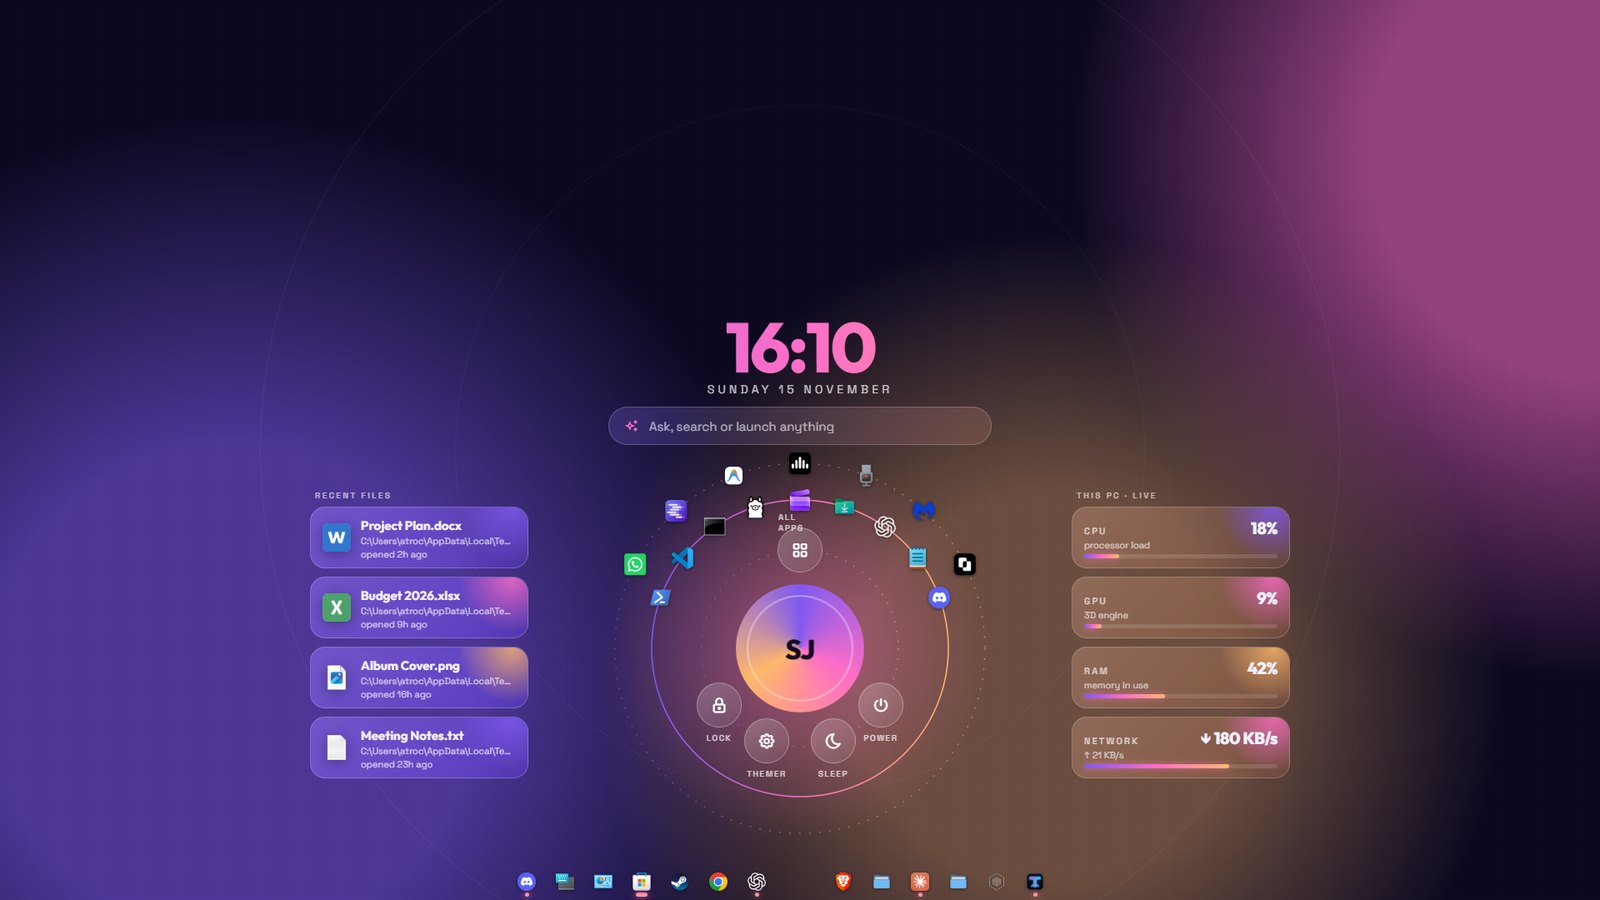 16:10
SUNDAY 15 NOVEMBER
Ask, search or launch anything
RECENT FILES
Project Plan.docx
C:\Users\atroc\AppData\Local\Te...
opened 2h ago
Budget 2026.xlsx
C:\Users\atroc\AppData\Local\Te...
opened 9h ago
Album Cover.png
C:\Users\atroc\AppData\Local\Te...
opened 16h ago
Meeting Notes.txt
C:\Users\atroc\AppData\Local\Te...
opened 23h ago
ALL
APPS
SJ
LOCK
THEMER
SLEEP
POWER
THIS PC · LIVE
CPU
18%
processor load
GPU
9%
3D engine
RAM
42%
memory in use
NETWORK
↓ 180 KB/s
↑ 21 KB/s